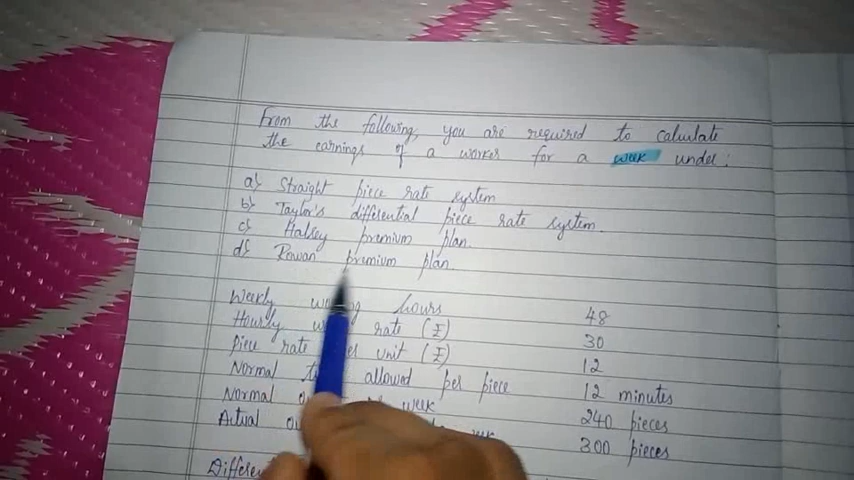 From the following, you are required to calculate
the earnings of a worker for a week under:
a) Straight piece rate system
b) Taylor's differential piece rate system.
c) Halsey premium plan.
d) Rowan premium plan.
Weekly hours 48
Hourly rate (₹) 30
Piece rate unit (₹) 12
Normal allowed per piece 12 minutes
Normal week 240 pieces
Actual 300 pieces